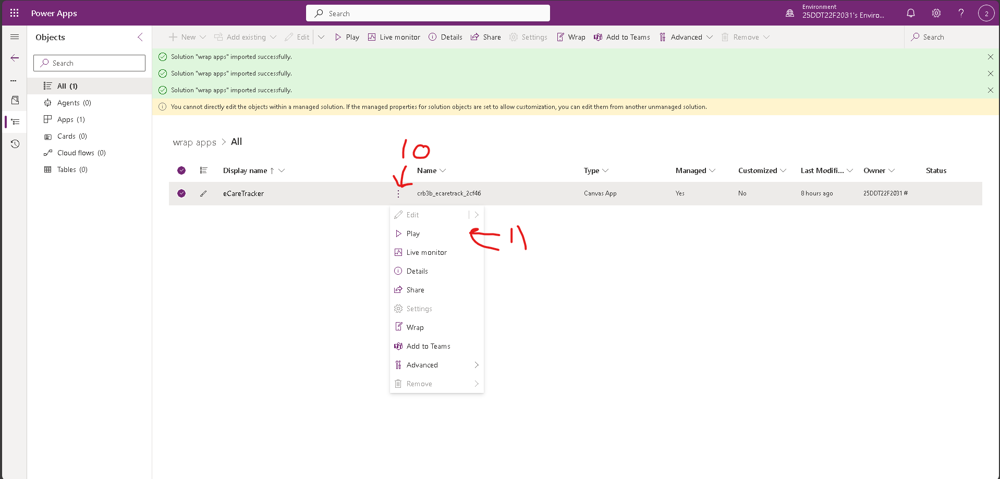 Power Apps
Search
Environment
25DDT22F2031's Enviro...
?
2
Objects
New
Add existing
Edit
Play
Live monitor
Details
Share
Settings
Wrap
Add to Teams
Advanced
Remove
Search
Search
Solution "wrap apps" imported successfully.
Solution "wrap apps" imported successfully.
Solution "wrap apps" imported successfully.
You cannot directly edit the objects within a managed solution. If the managed properties for solution objects are set to allow customization, you can edit them from another unmanaged solution.
All (1)
Agents (0)
Apps (1)
Cards (0)
Cloud flows (0)
Tables (0)
wrap apps > All
10
Display name ↑
Name
Type
Managed
Customized
Last Modifi...
Owner
Status
eCareTracker
crb3b_ecaretrack_2cf46
Canvas App
Yes
No
8 hours ago
25DDT22F2031 #
Edit
Play
11
Live monitor
Details
Share
Settings
Wrap
Add to Teams
Advanced
Remove